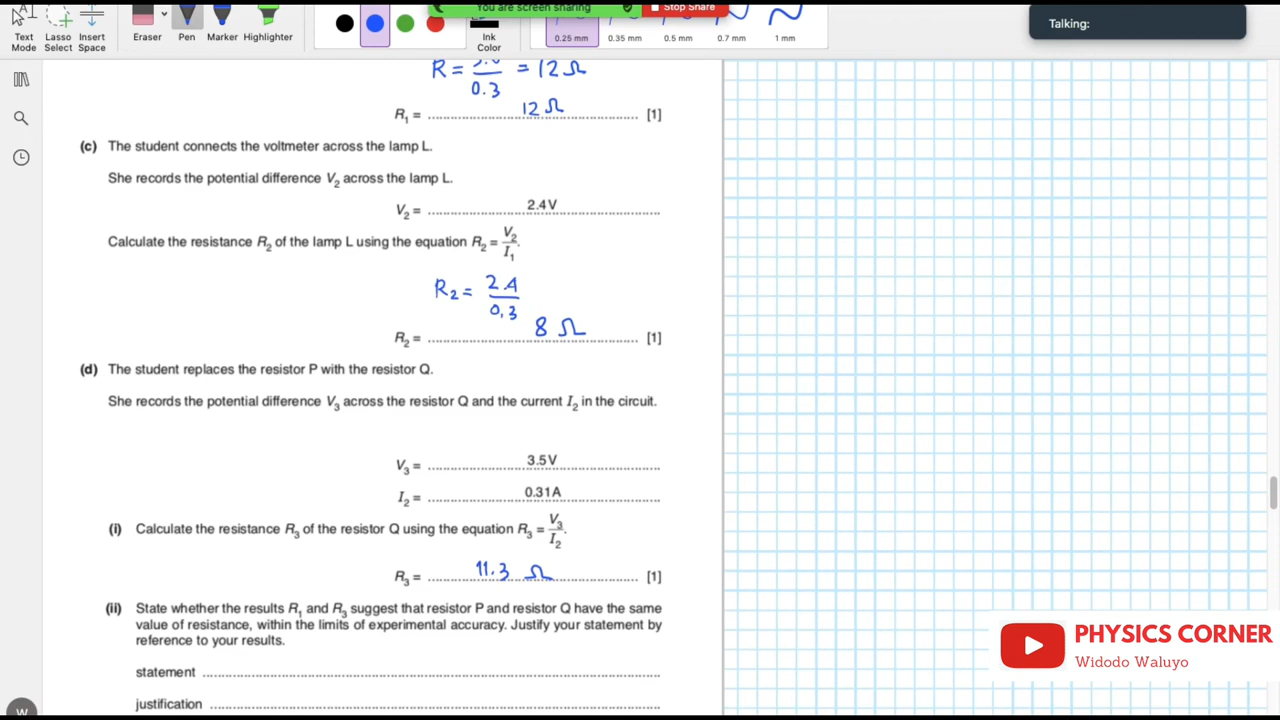 You are screen sharing
Stop Share
Talking:
Text Mode
Lasso Select
Insert Space
Eraser
Pen
Marker
Highlighter
Ink Color
0.25 mm
0.35 mm
0.5 mm
0.7 mm
1 mm
R = 3.6/0.3 = 12 Ω
R₁ = 12 Ω [1]
(c) The student connects the voltmeter across the lamp L.
She records the potential difference V₂ across the lamp L.
V₂ = 2.4 V
Calculate the resistance R₂ of the lamp L using the equation R₂ = V₂/I₁.
R₂ = 2.4/0,3
R₂ = 8 Ω [1]
(d) The student replaces the resistor P with the resistor Q.
She records the potential difference V₃ across the resistor Q and the current I₂ in the circuit.
V₃ = 3.5 V
I₂ = 0.31A
(i) Calculate the resistance R₃ of the resistor Q using the equation R₃ = V₃/I₂.
R₃ = 11.3 Ω [1]
(ii) State whether the results R₁ and R₃ suggest that resistor P and resistor Q have the same
value of resistance, within the limits of experimental accuracy. Justify your statement by
reference to your results.
statement
justification
W
PHYSICS CORNER
Widodo Waluyo